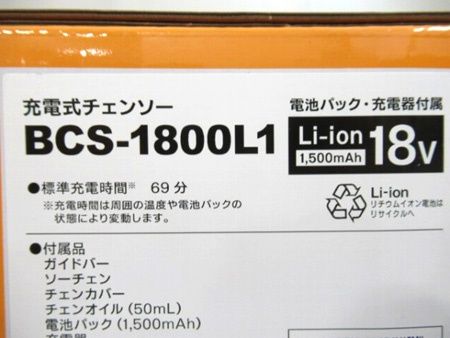 充電式チェンソー
BCS-1800L1
電池パック・充電器付属
Li-ion
1,500mAh
18V
●標準充電時間※ 69分
※充電時間は周囲の温度や電池パックの
状態により変動します。
Li-ion
リチウムイオン電池は
リサイクルへ
●付属品
ガイドバー
ソーチェン
チェンカバー
チェンオイル(50mL)
電池パック(1,500mAh)
充電器